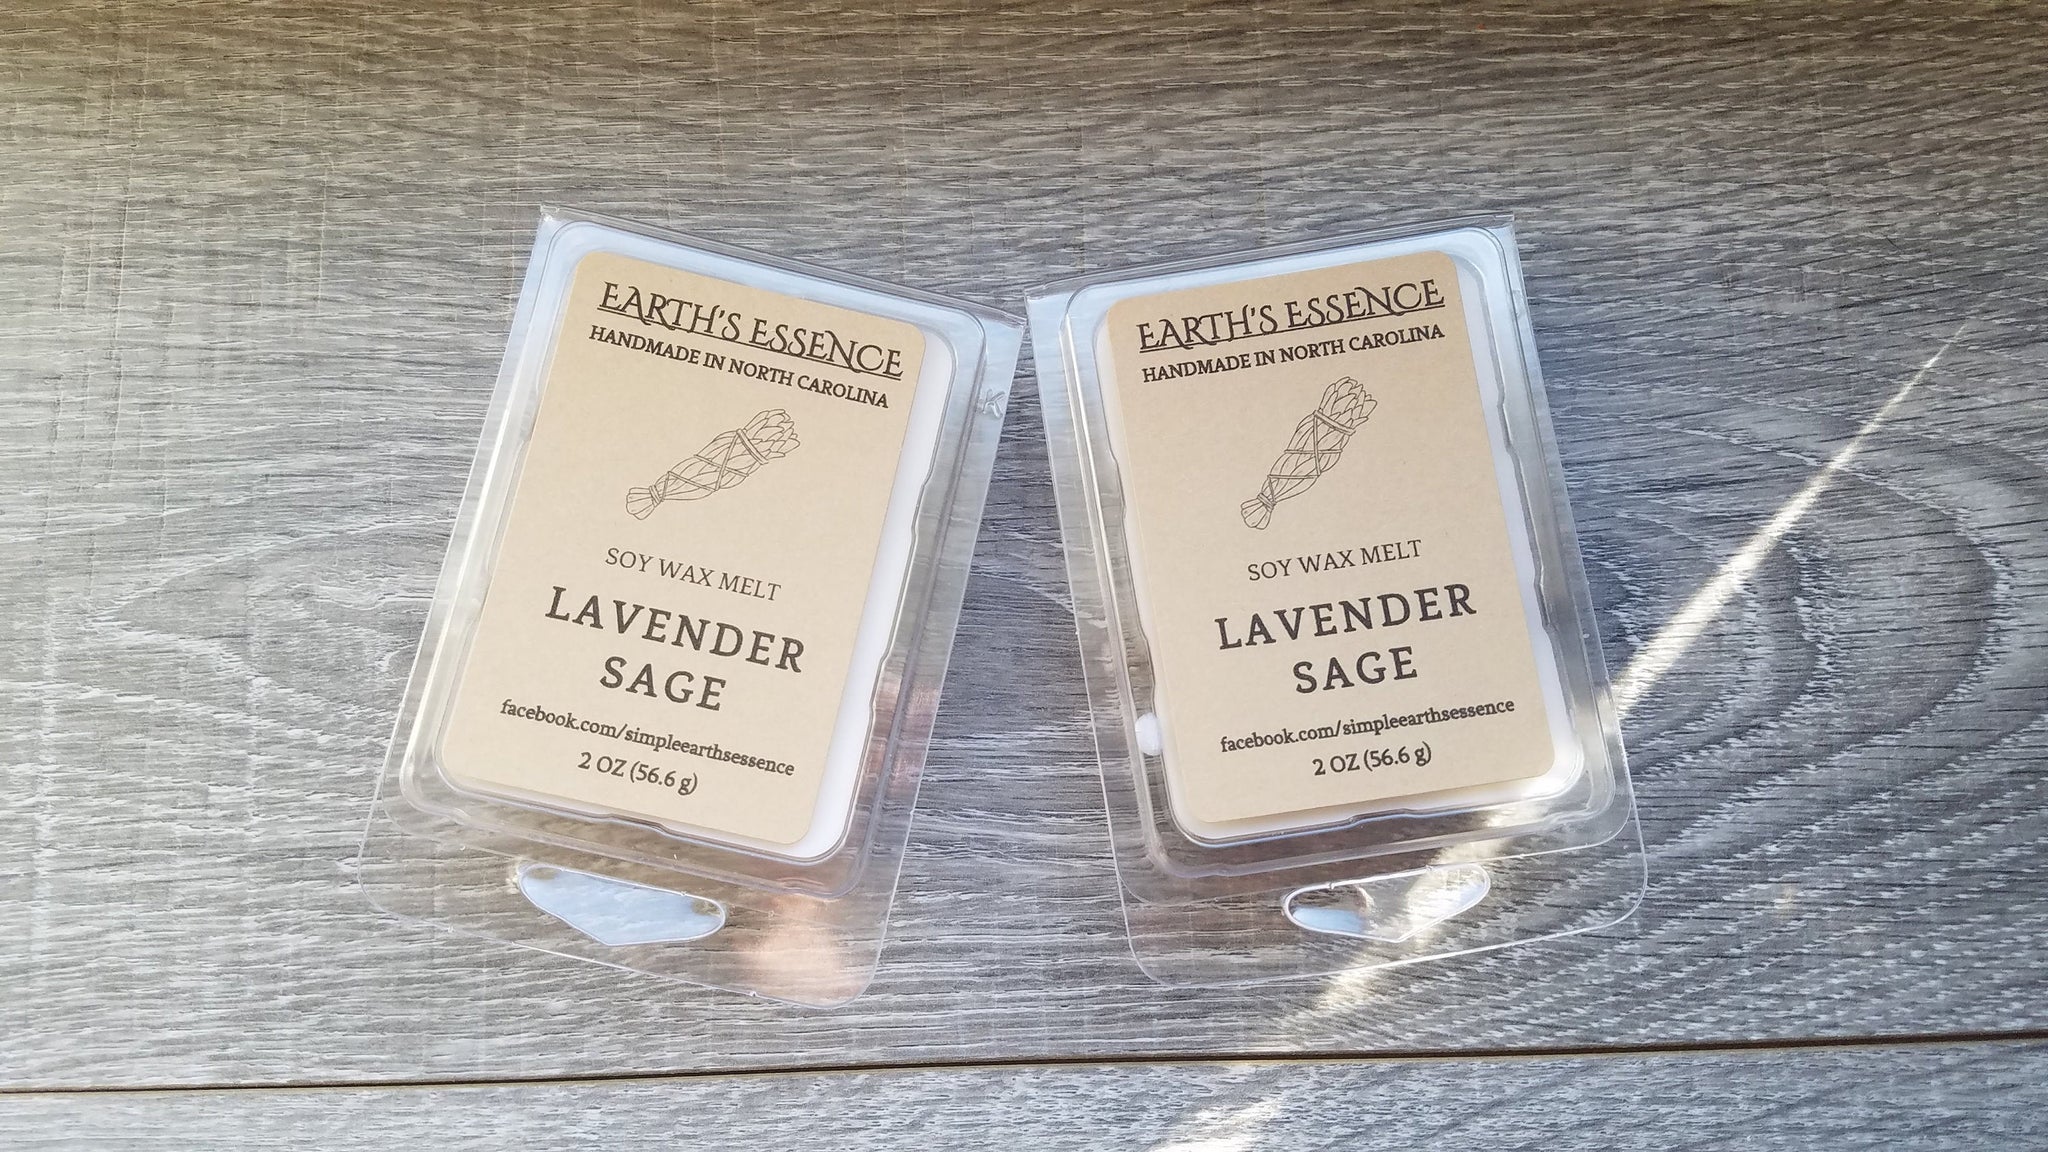 EARTH'S ESSENCE
HANDMADE IN NORTH CAROLINA
SOY WAX MELT
LAVENDER
SAGE
facebook.com/simpleearthsessence
2 OZ (56.6 g)
K
EARTH'S ESSENCE
HANDMADE IN NORTH CAROLINA
SOY WAX MELT
LAVENDER
SAGE
facebook.com/simpleearthsessence
2 OZ (56.6 g)